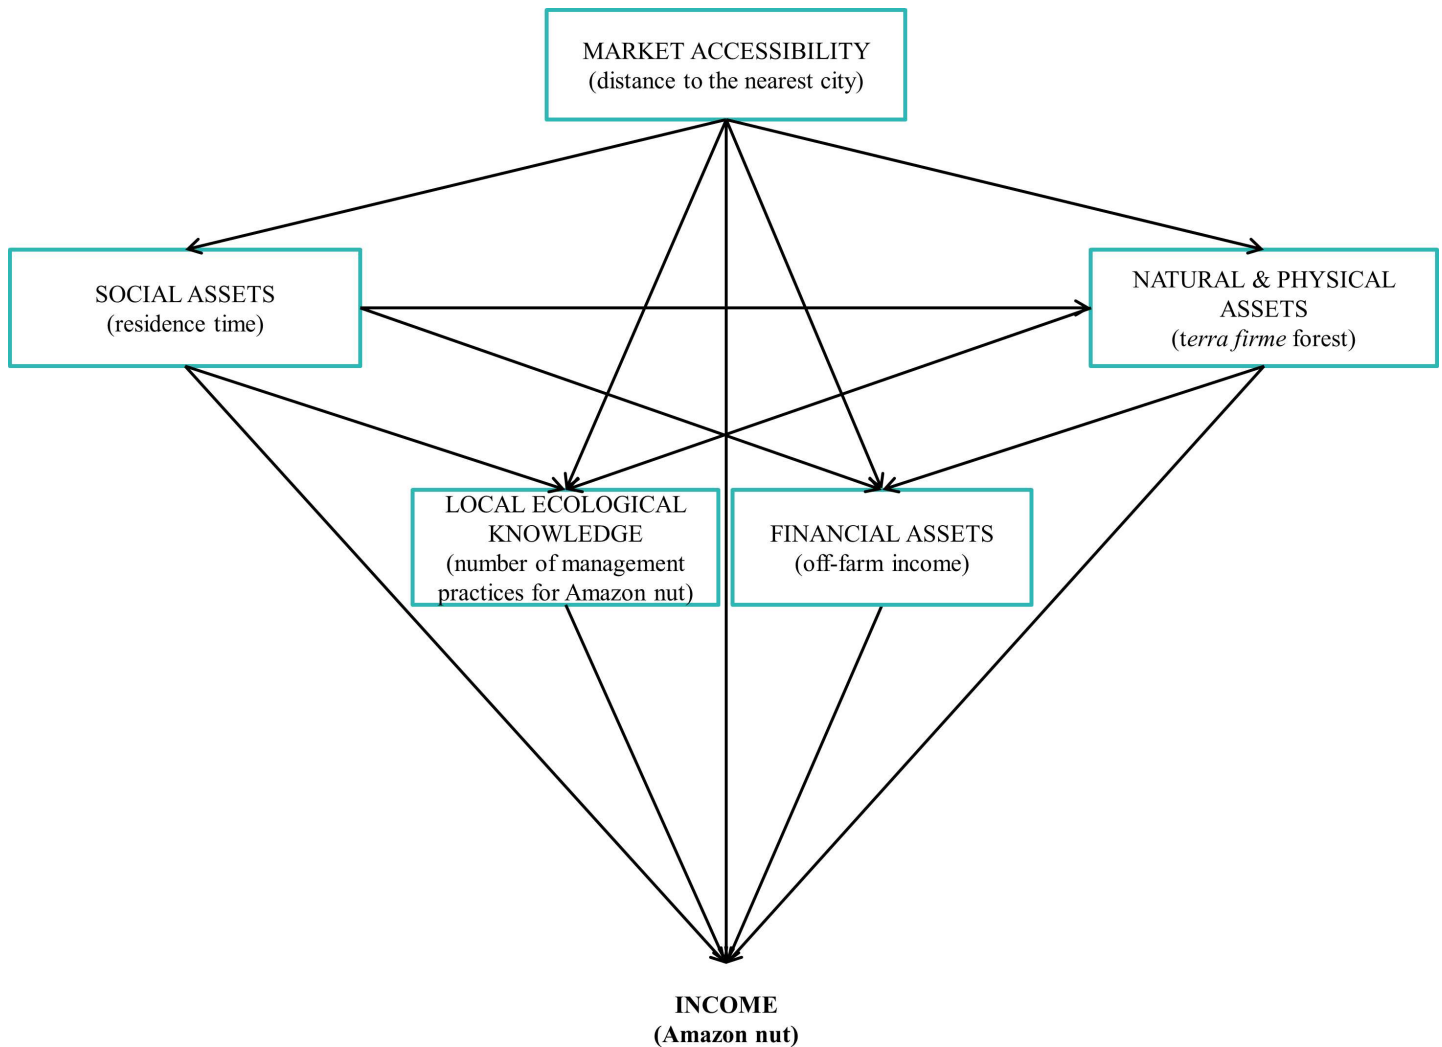 MARKET ACCESSIBILITY
(distance to the nearest city)
SOCIAL ASSETS
(residence time)
NATURAL & PHYSICAL
ASSETS
(terra firme forest)
LOCAL ECOLOGICAL
KNOWLEDGE
(number of management
practices for Amazon nut)
FINANCIAL ASSETS
(off-farm income)
INCOME
(Amazon nut)